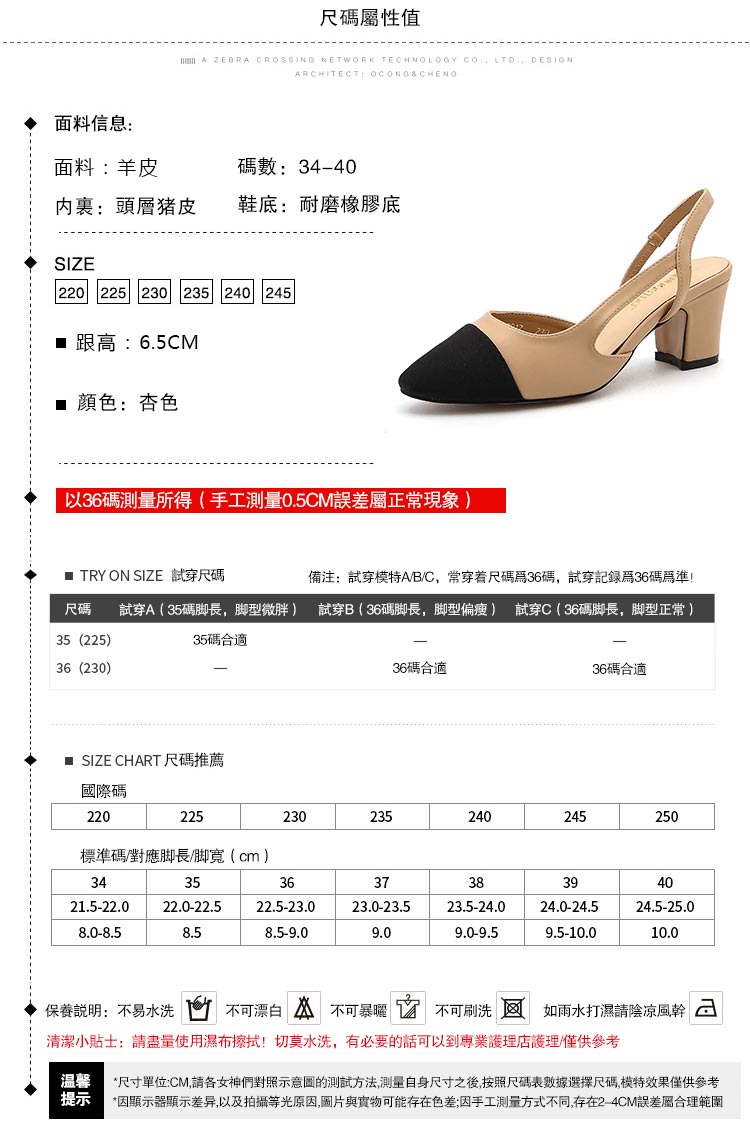 尺碼屬性值
A ZEBRA CROSSING NETWORK TECHNOLOGY CO., LTD., DESIGN
ARCHITECT: OCONG&CHENG
面料信息:
面料：羊皮 碼數：34-40
内裏：頭層猪皮 鞋底：耐磨橡膠底
SIZE
220 225 230 235 240 245
跟高：6.5CM
顔色：杏色
以36碼測量所得（手工測量0.5CM誤差屬正常現象）
TRY ON SIZE 試穿尺碼 備注：試穿模特A/B/C，常穿着尺碼爲36碼，試穿記録爲36碼爲準!
尺碼 試穿A（35碼脚長，脚型微胖） 試穿B（36碼脚長，脚型偏瘦） 試穿C（36碼脚長，脚型正常）
35（225） 35碼合適 — —
36（230） — 36碼合適 36碼合適
SIZE CHART 尺碼推薦
國際碼
220 225 230 235 240 245 250
標準碼/對應脚長/脚寬（cm）
34 35 36 37 38 39 40
21.5-22.0 22.0-22.5 22.5-23.0 23.0-23.5 23.5-24.0 24.0-24.5 24.5-25.0
8.0-8.5 8.5 8.5-9.0 9.0 9.0-9.5 9.5-10.0 10.0
保養説明：不易水洗 不可漂白 不可暴曬 不可刷洗 如雨水打濕請陰凉風幹
清潔小貼士：請盡量使用濕布擦拭！切莫水洗，有必要的話可以到專業護理店護理/僅供參考
温馨
提示
*尺寸單位:CM,請各女神們對照示意圖的測試方法,測量自身尺寸之後,按照尺碼表數據選擇尺碼,模特效果僅供參考
*因顯示器顯示差异,以及拍攝等光原因,圖片與實物可能存在色差;因手工測量方式不同,存在2-4CM誤差屬合理範圍